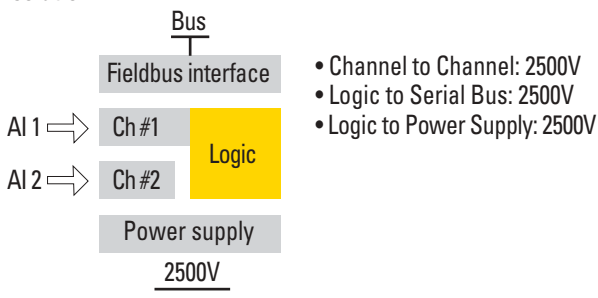 Bus
Fieldbus interface
• Channel to Channel: 2500V
• Logic to Serial Bus: 2500V
• Logic to Power Supply: 2500V
AI 1
Ch #1
Logic
AI 2
Ch #2
Power supply
2500V